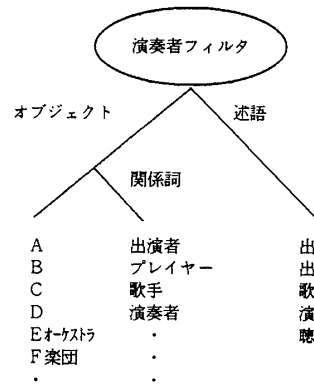 演奏者フィルタ
オブジェクト 述語
関係詞
A 出演者 出
B プレイヤー 出
C 歌手 歌
D 演奏者 演
Eオーケストラ ・ 聴
F楽団 ・
・ ・